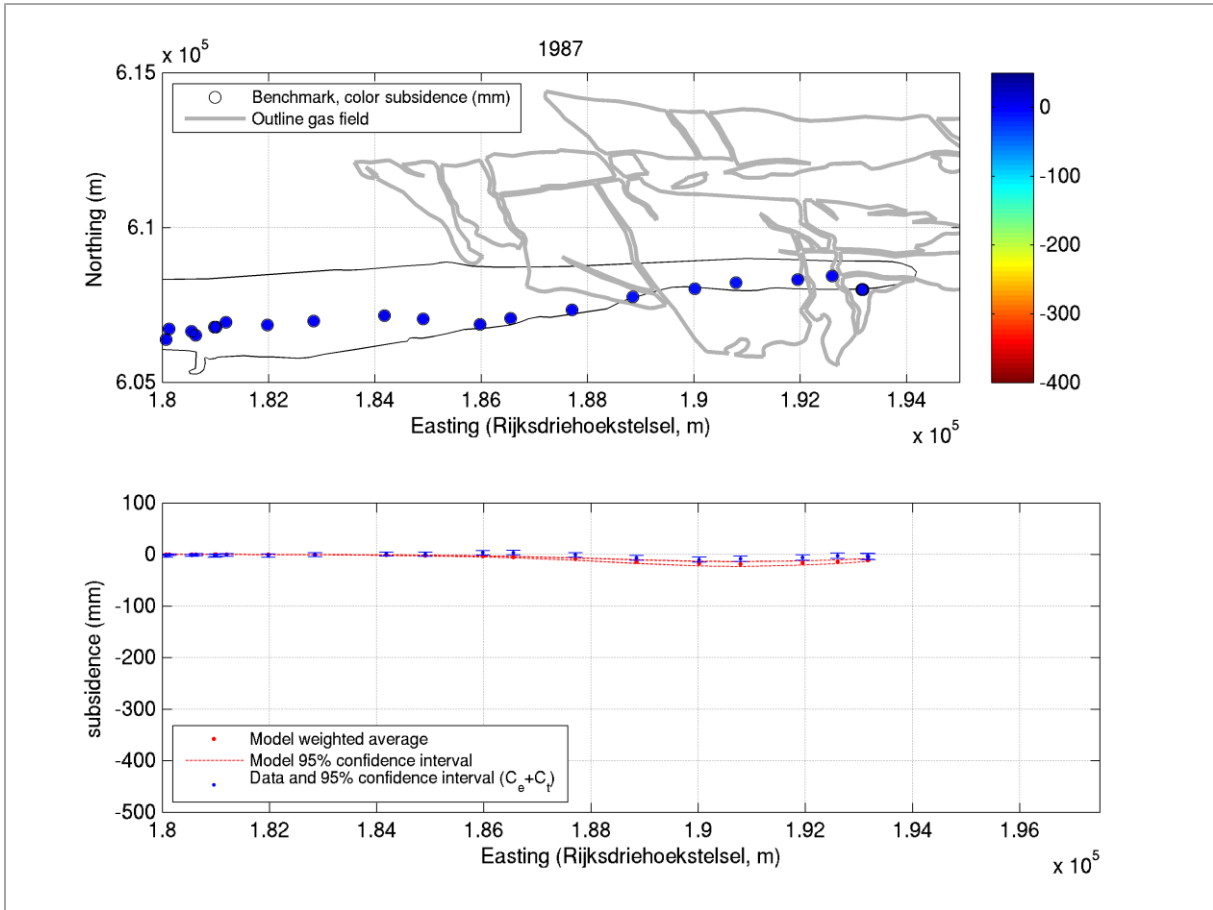 1987
x 10^5
6.15
6.1
6.05
Northing (m)
Benchmark, color subsidence (mm)
Outline gas field
1.8 1.82 1.84 1.86 1.88 1.9 1.92 1.94
Easting (Rijksdriehoekstelsel, m)
x 10^5
0
-100
-200
-300
-400
100
0
-100
-200
-300
-400
-500
subsidence (mm)
Model weighted average
Model 95% confidence interval
Data and 95% confidence interval (C_e+C_t)
1.8 1.82 1.84 1.86 1.88 1.9 1.92 1.94 1.96
Easting (Rijksdriehoekstelsel, m)
x 10^5